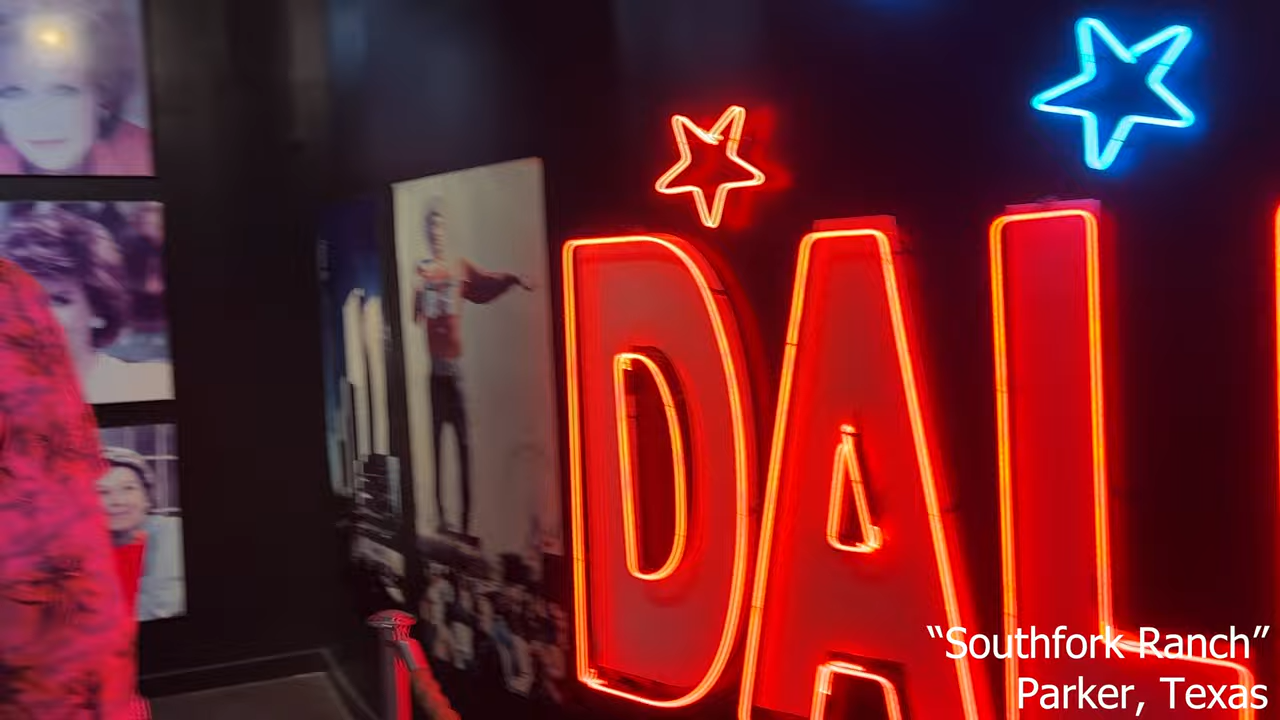 DAL
“Southfork Ranch”
Parker, Texas